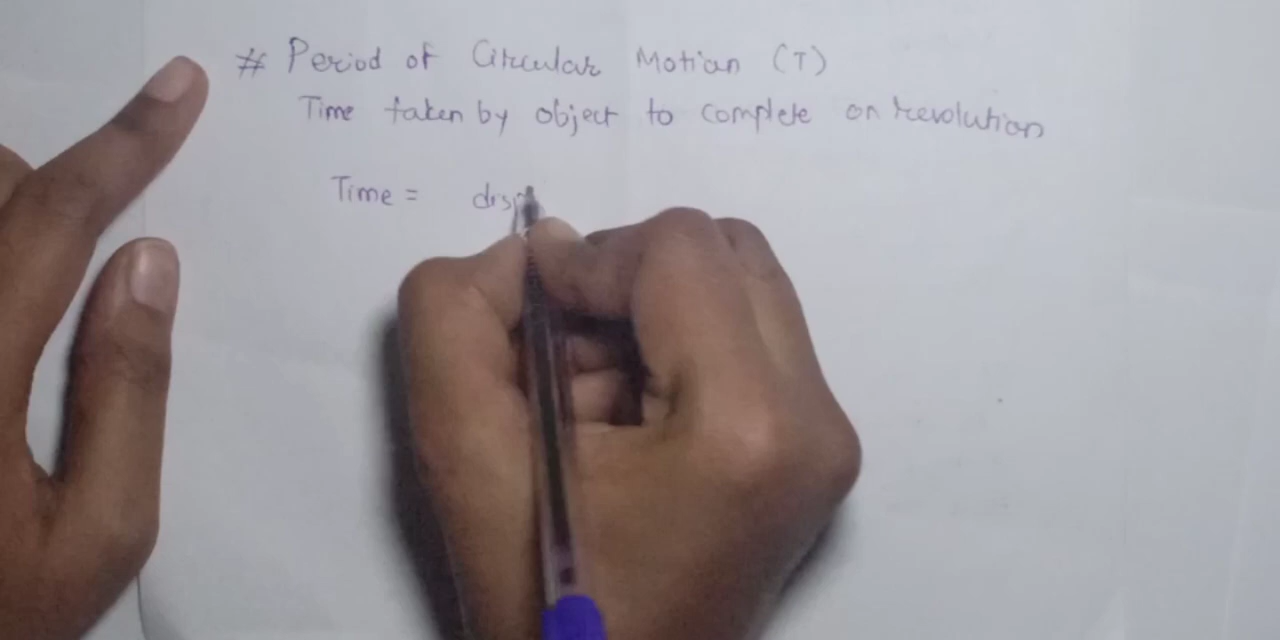 # Period of Circular Motion (T)
Time taken by object to complete on revolution
Time =